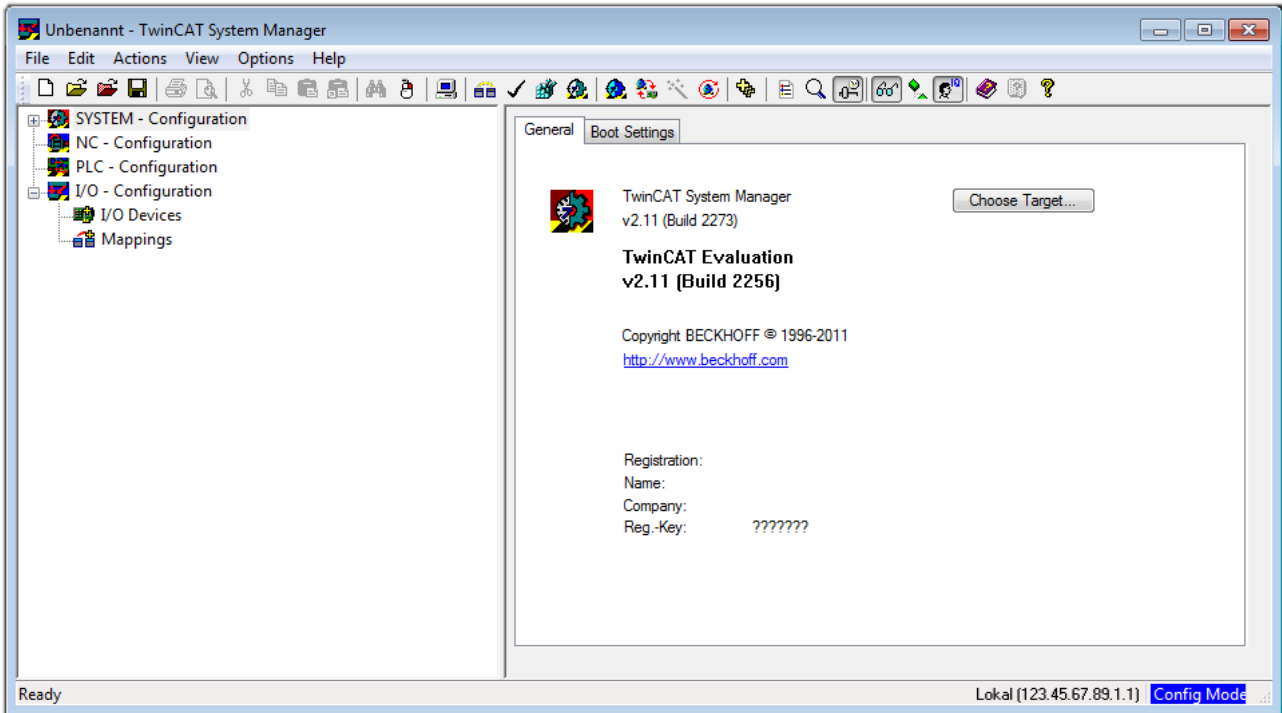 Unbenannt - TwinCAT System Manager
File Edit Actions View Options Help
SYSTEM - Configuration
NC - Configuration
PLC - Configuration
I/O - Configuration
I/O Devices
Mappings
General Boot Settings
TwinCAT System Manager
v2.11 (Build 2273)
Choose Target...
TwinCAT Evaluation
v2.11 (Build 2256)
Copyright BECKHOFF © 1996-2011
http://www.beckhoff.com
Registration:
Name:
Company:
Reg.-Key: ???????
Ready Lokal (123.45.67.89.1.1) Config Mode